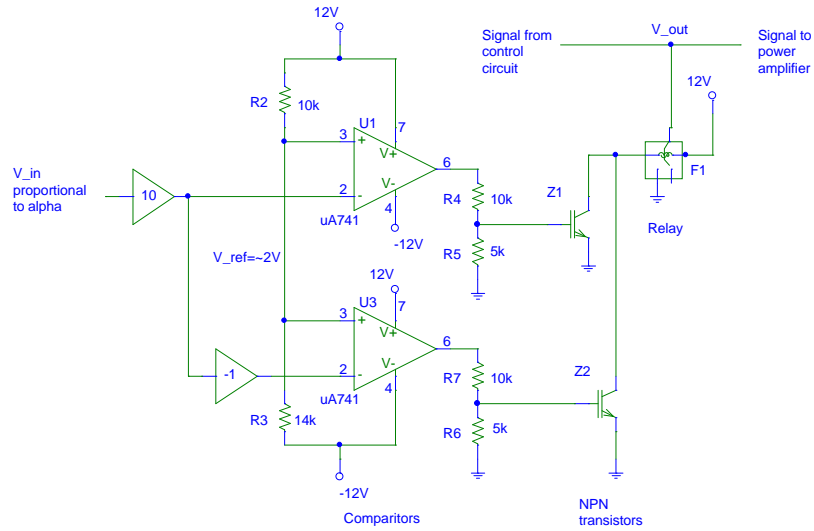 12V
Signal from
control
circuit
V_out
Signal to
power
amplifier
12V
R2
10k
U1
3
+
7
V+
6
V_in
proportional
to alpha
10
2
-
V-
4
uA741
-12V
R4
10k
Z1
F1
Relay
R5
5k
V_ref=~2V
12V
U3
7
3
+
V+
6
-1
2
-
V-
4
uA741
R7
10k
Z2
R3
14k
R6
5k
-12V
Comparitors
NPN
transistors